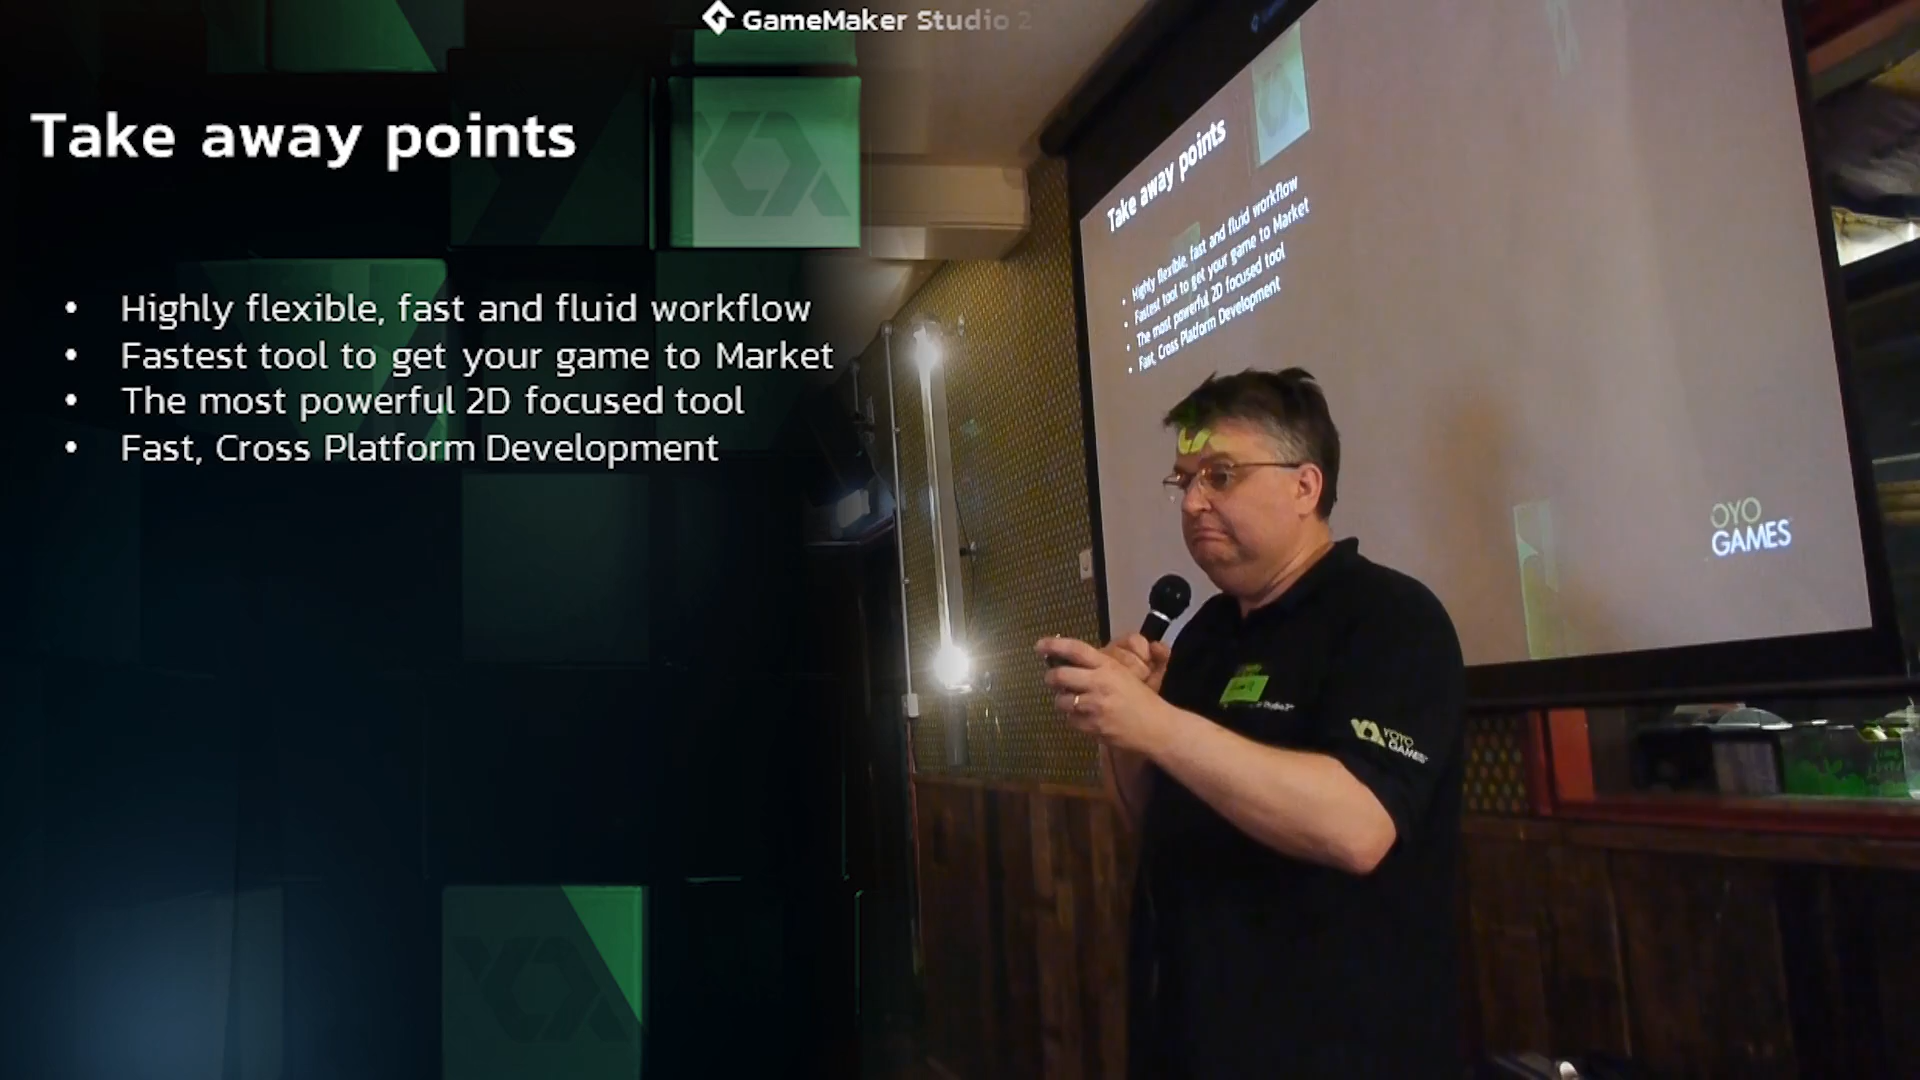 GameMaker Studio 2
Take away points
• Highly flexible, fast and fluid workflow
• Fastest tool to get your game to Market
• The most powerful 2D focused tool
• Fast, Cross Platform Development
Take away points
• Highly flexible, fast and fluid workflow
• Fastest tool to get your game to Market
• The most powerful 2D focused tool
• Fast, Cross Platform Development
OYO
GAMES
YOYO
GAMES